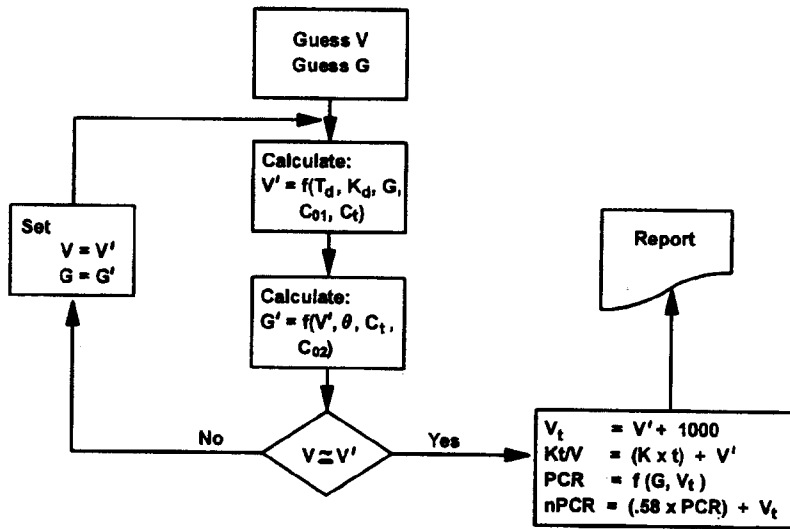 Guess V
Guess G
Calculate:
V' = f(T_d, K_d, G,
C_01, C_t)
Set
V = V'
G = G'
Calculate:
G' = f(V', θ, C_t,
C_02)
Report
No
V ≃ V'
Yes
V_t = V' + 1000
Kt/V = (K x t) + V'
PCR = f (G, V_t)
nPCR = (.58 x PCR) + V_t